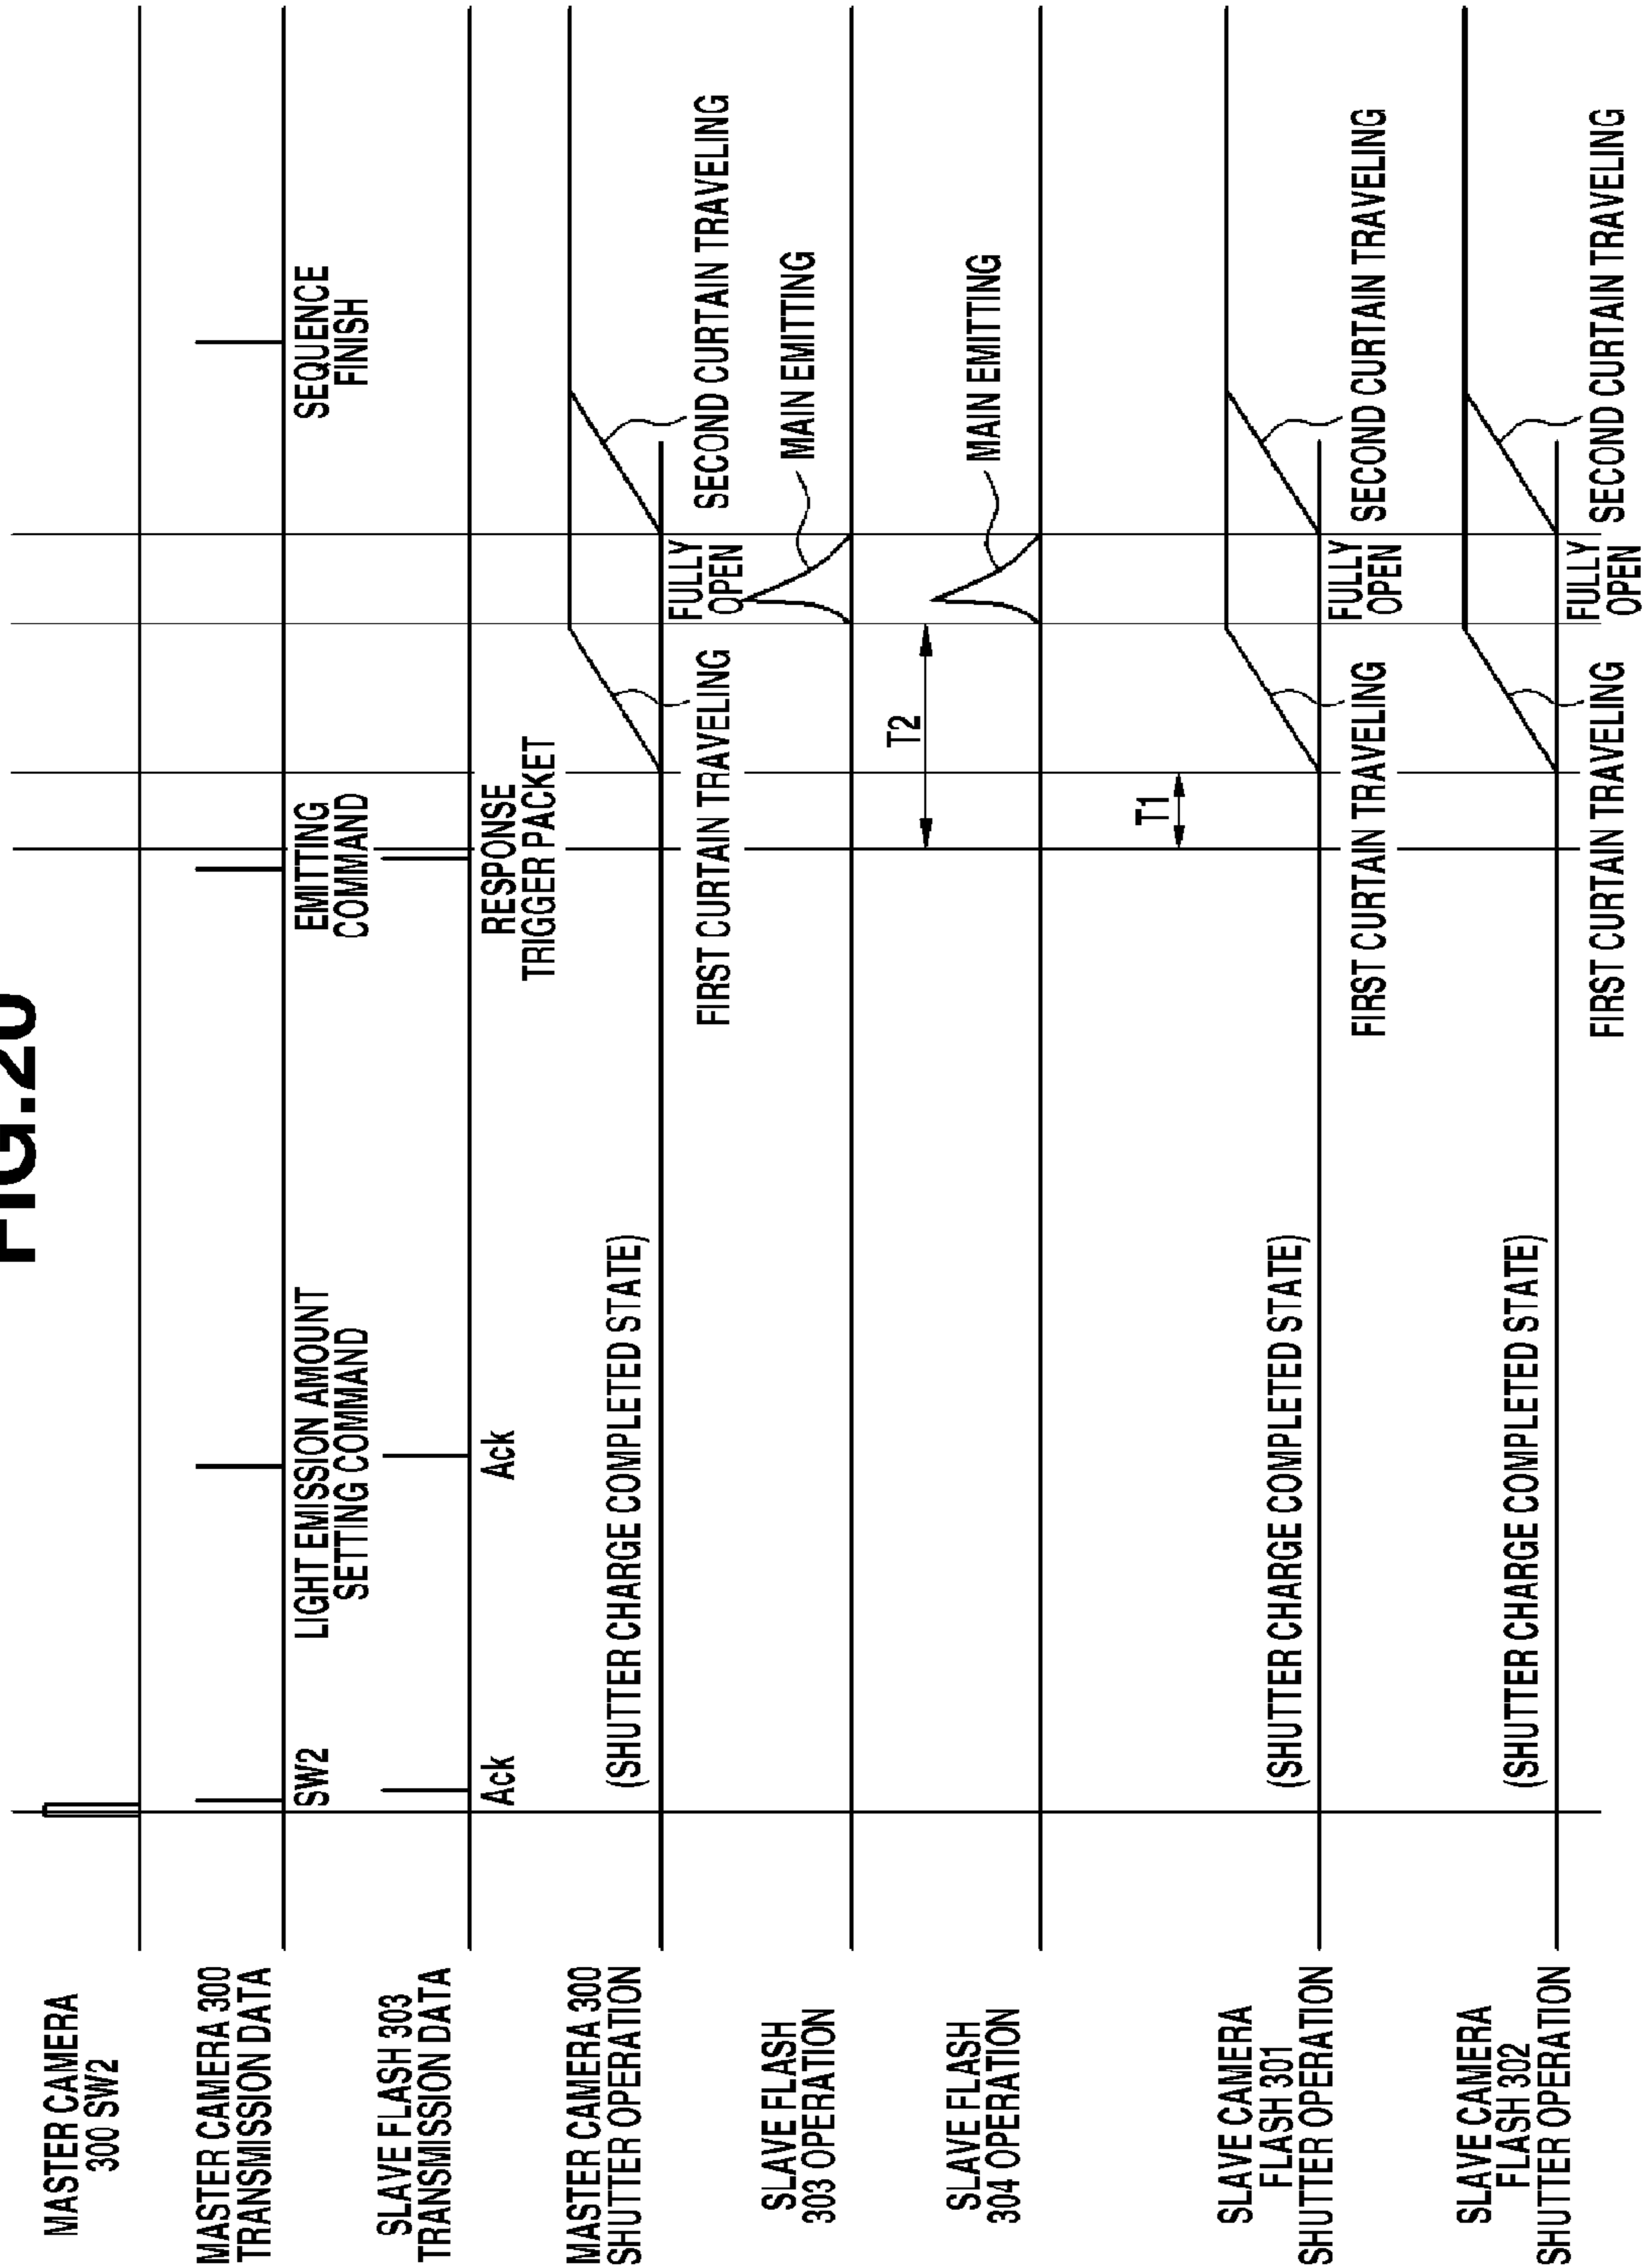 FIG.20
MASTER CAMERA
300 SW2
MASTER CAMERA 300
TRANSMISSION DATA
SW2
LIGHT EMISSION AMOUNT
SETTING COMMAND
EMITTING
COMMAND
SEQUENCE
FINISH
SLAVE FLASH 303
TRANSMISSION DATA
Ack
Ack
RESPONSE
TRIGGER PACKET
MASTER CAMERA 300
SHUTTER OPERATION
(SHUTTER CHARGE COMPLETED STATE)
FIRST CURTAIN TRAVELING
FULLY
OPEN
SECOND CURTAIN TRAVELING
SLAVE FLASH
303 OPERATION
MAIN EMITTING
T2
SLAVE FLASH
304 OPERATION
MAIN EMITTING
T1
SLAVE CAMERA
FLASH 301
SHUTTER OPERATION
(SHUTTER CHARGE COMPLETED STATE)
FIRST CURTAIN TRAVELING
FULLY
OPEN
SECOND CURTAIN TRAVELING
SLAVE CAMERA
FLASH 302
SHUTTER OPERATION
(SHUTTER CHARGE COMPLETED STATE)
FIRST CURTAIN TRAVELING
FULLY
OPEN
SECOND CURTAIN TRAVELING